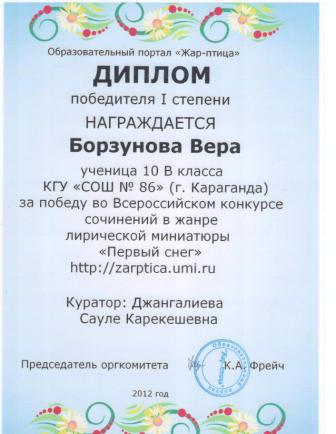 Образовательный портал «Жар-птица»
ДИПЛОМ
победителя I степени
НАГРАЖДАЕТСЯ
Борзунова Вера
ученица 10 В класса
КГУ «СОШ № 86» (г. Караганда)
за победу во Всероссийском конкурсе
сочинений в жанре
лирической миниатюры
«Первый снег»
http://zarptica.umi.ru
Куратор: Джангалиева
Сауле Карекешевна
Председатель оргкомитета К.А. Фрейч
2012 год